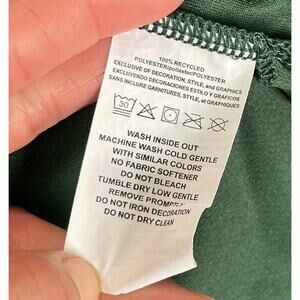 100% RECYCLED
POLYESTER/poliéster/POLYESTER
EXCLUSIVE OF DECORATION, STYLE, and GRAPHICS
EXCLUYENDO DECORACIONES ESTILO Y GRAFICOS
SANS INCLURE GARNITURES, STYLE, et GRAPHIQUES
30
WASH INSIDE OUT
MACHINE WASH COLD GENTLE
WITH SIMILAR COLORS
NO FABRIC SOFTENER
DO NOT BLEACH
TUMBLE DRY LOW GENTLE
REMOVE PROMPTLY
DO NOT IRON DECORATION
DO NOT DRY CLEAN